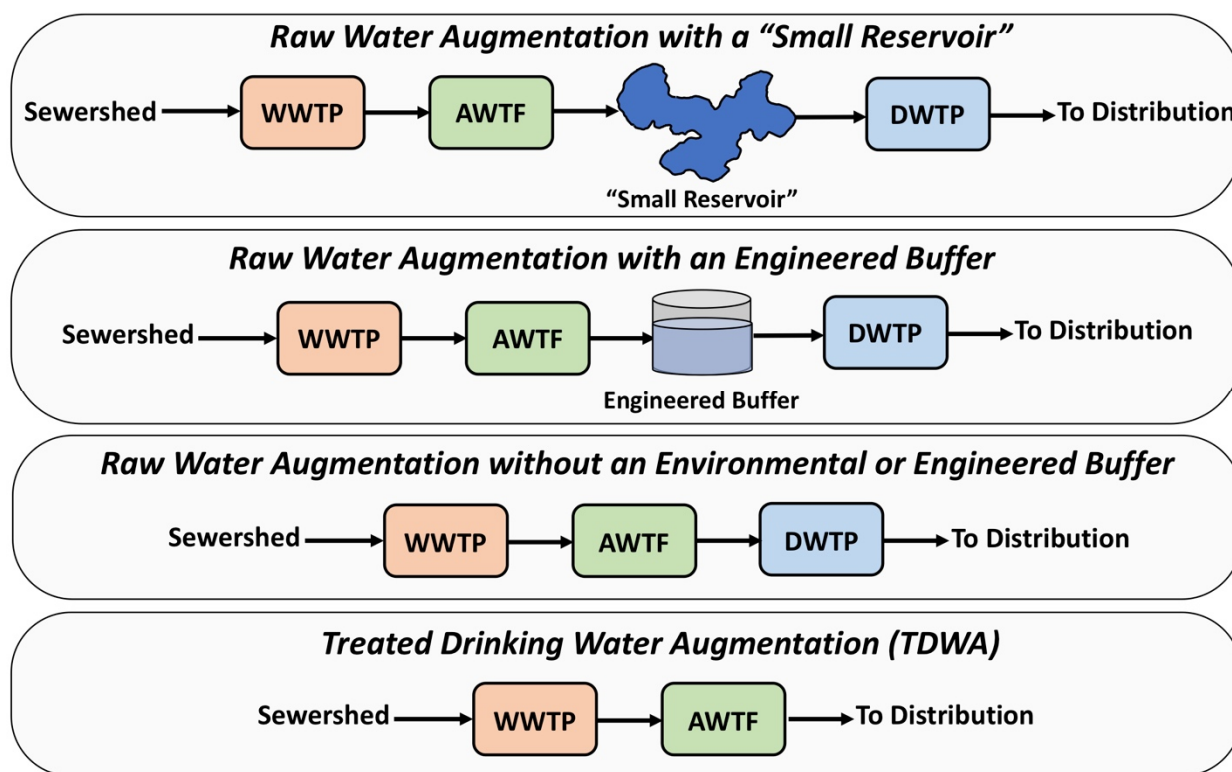 Raw Water Augmentation with a “Small Reservoir”
Sewershed WWTP AWTF DWTP To Distribution
“Small Reservoir”
Raw Water Augmentation with an Engineered Buffer
Sewershed WWTP AWTF DWTP To Distribution
Engineered Buffer
Raw Water Augmentation without an Environmental or Engineered Buffer
Sewershed WWTP AWTF DWTP To Distribution
Treated Drinking Water Augmentation (TDWA)
Sewershed WWTP AWTF To Distribution